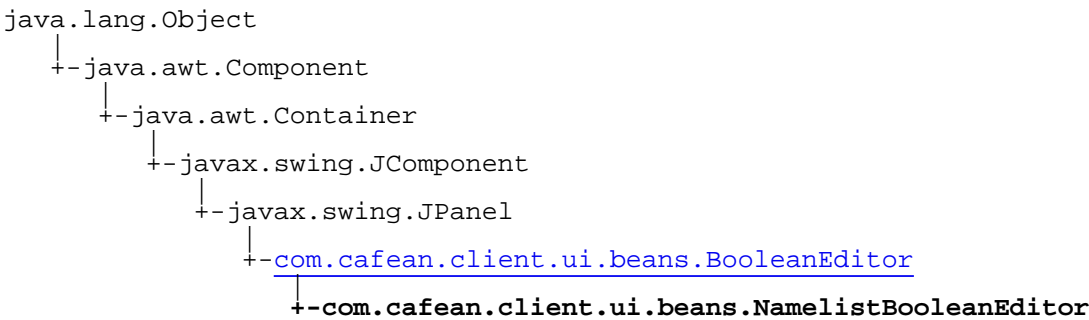 java.lang.Object
+-java.awt.Component
+-java.awt.Container
+-javax.swing.JComponent
+-javax.swing.JPanel
+-com.cafean.client.ui.beans.BooleanEditor
+-com.cafean.client.ui.beans.NamelistBooleanEditor